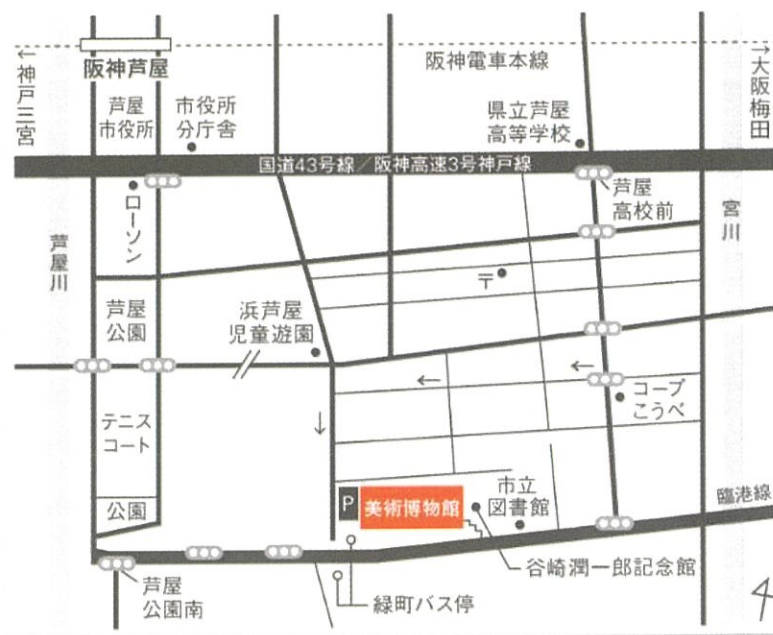 阪神芦屋
阪神電車本線
←神戸三宮
→大阪梅田
芦屋
市役所
市役所
分庁舎
県立芦屋
高等学校
国道43号線／阪神高速3号神戸線
ローソン
芦屋
高校前
芦屋川
宮川
〒
芦屋
公園
浜芦屋
児童遊園
←
←
コープ
こうべ
テニス
コート
↓
公園
P
美術博物館
市立
図書館
臨港線
谷崎潤一郎記念館
芦屋
公園南
緑町バス停